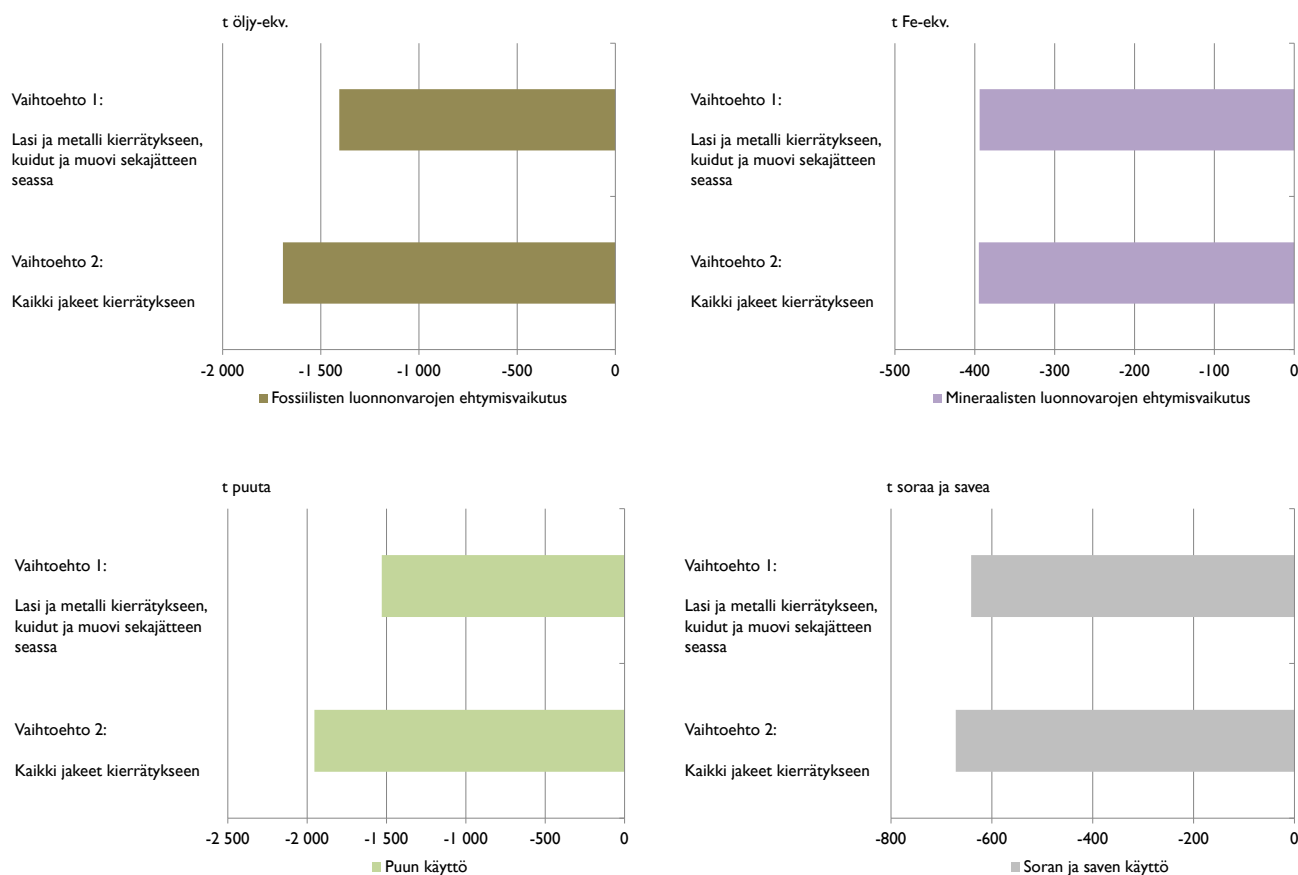 t öljy-ekv.
Vaihtoehto 1:
Lasi ja metalli kierrätykseen,
kuidut ja muovi sekajätteen
seassa
Vaihtoehto 2:
Kaikki jakeet kierrätykseen
-2 000 -1 500 -1 000 -500 0
Fossiilisten luonnonvarojen ehtymisvaikutus
t Fe-ekv.
Vaihtoehto 1:
Lasi ja metalli kierrätykseen,
kuidut ja muovi sekajätteen
seassa
Vaihtoehto 2:
Kaikki jakeet kierrätykseen
-500 -400 -300 -200 -100 0
Mineraalisten luonnovarojen ehtymisvaikutus
t puuta
Vaihtoehto 1:
Lasi ja metalli kierrätykseen,
kuidut ja muovi sekajätteen
seassa
Vaihtoehto 2:
Kaikki jakeet kierrätykseen
-2 500 -2 000 -1 500 -1 000 -500 0
Puun käyttö
t soraa ja savea
Vaihtoehto 1:
Lasi ja metalli kierrätykseen,
kuidut ja muovi sekajätteen
seassa
Vaihtoehto 2:
Kaikki jakeet kierrätykseen
-800 -600 -400 -200 0
Soran ja saven käyttö